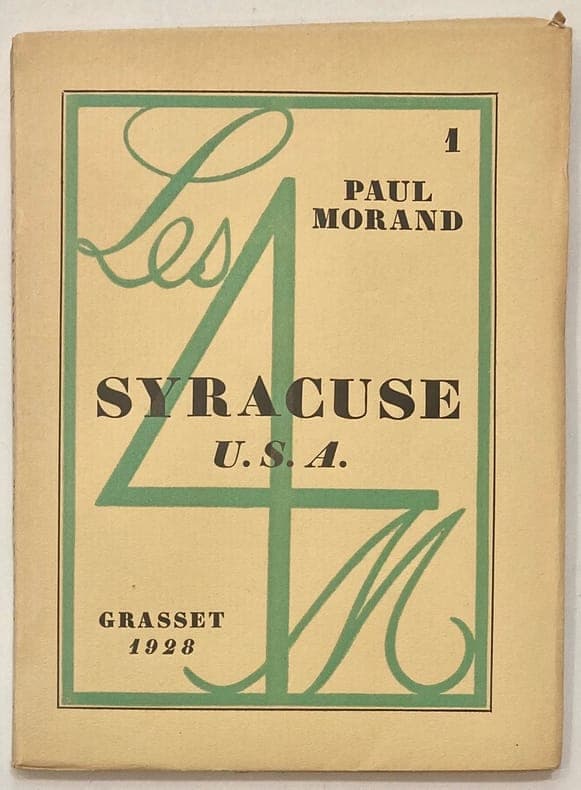 1
PAUL
MORAND
Les
4
SYRACUSE
U. S. A.
M
GRASSET
1928